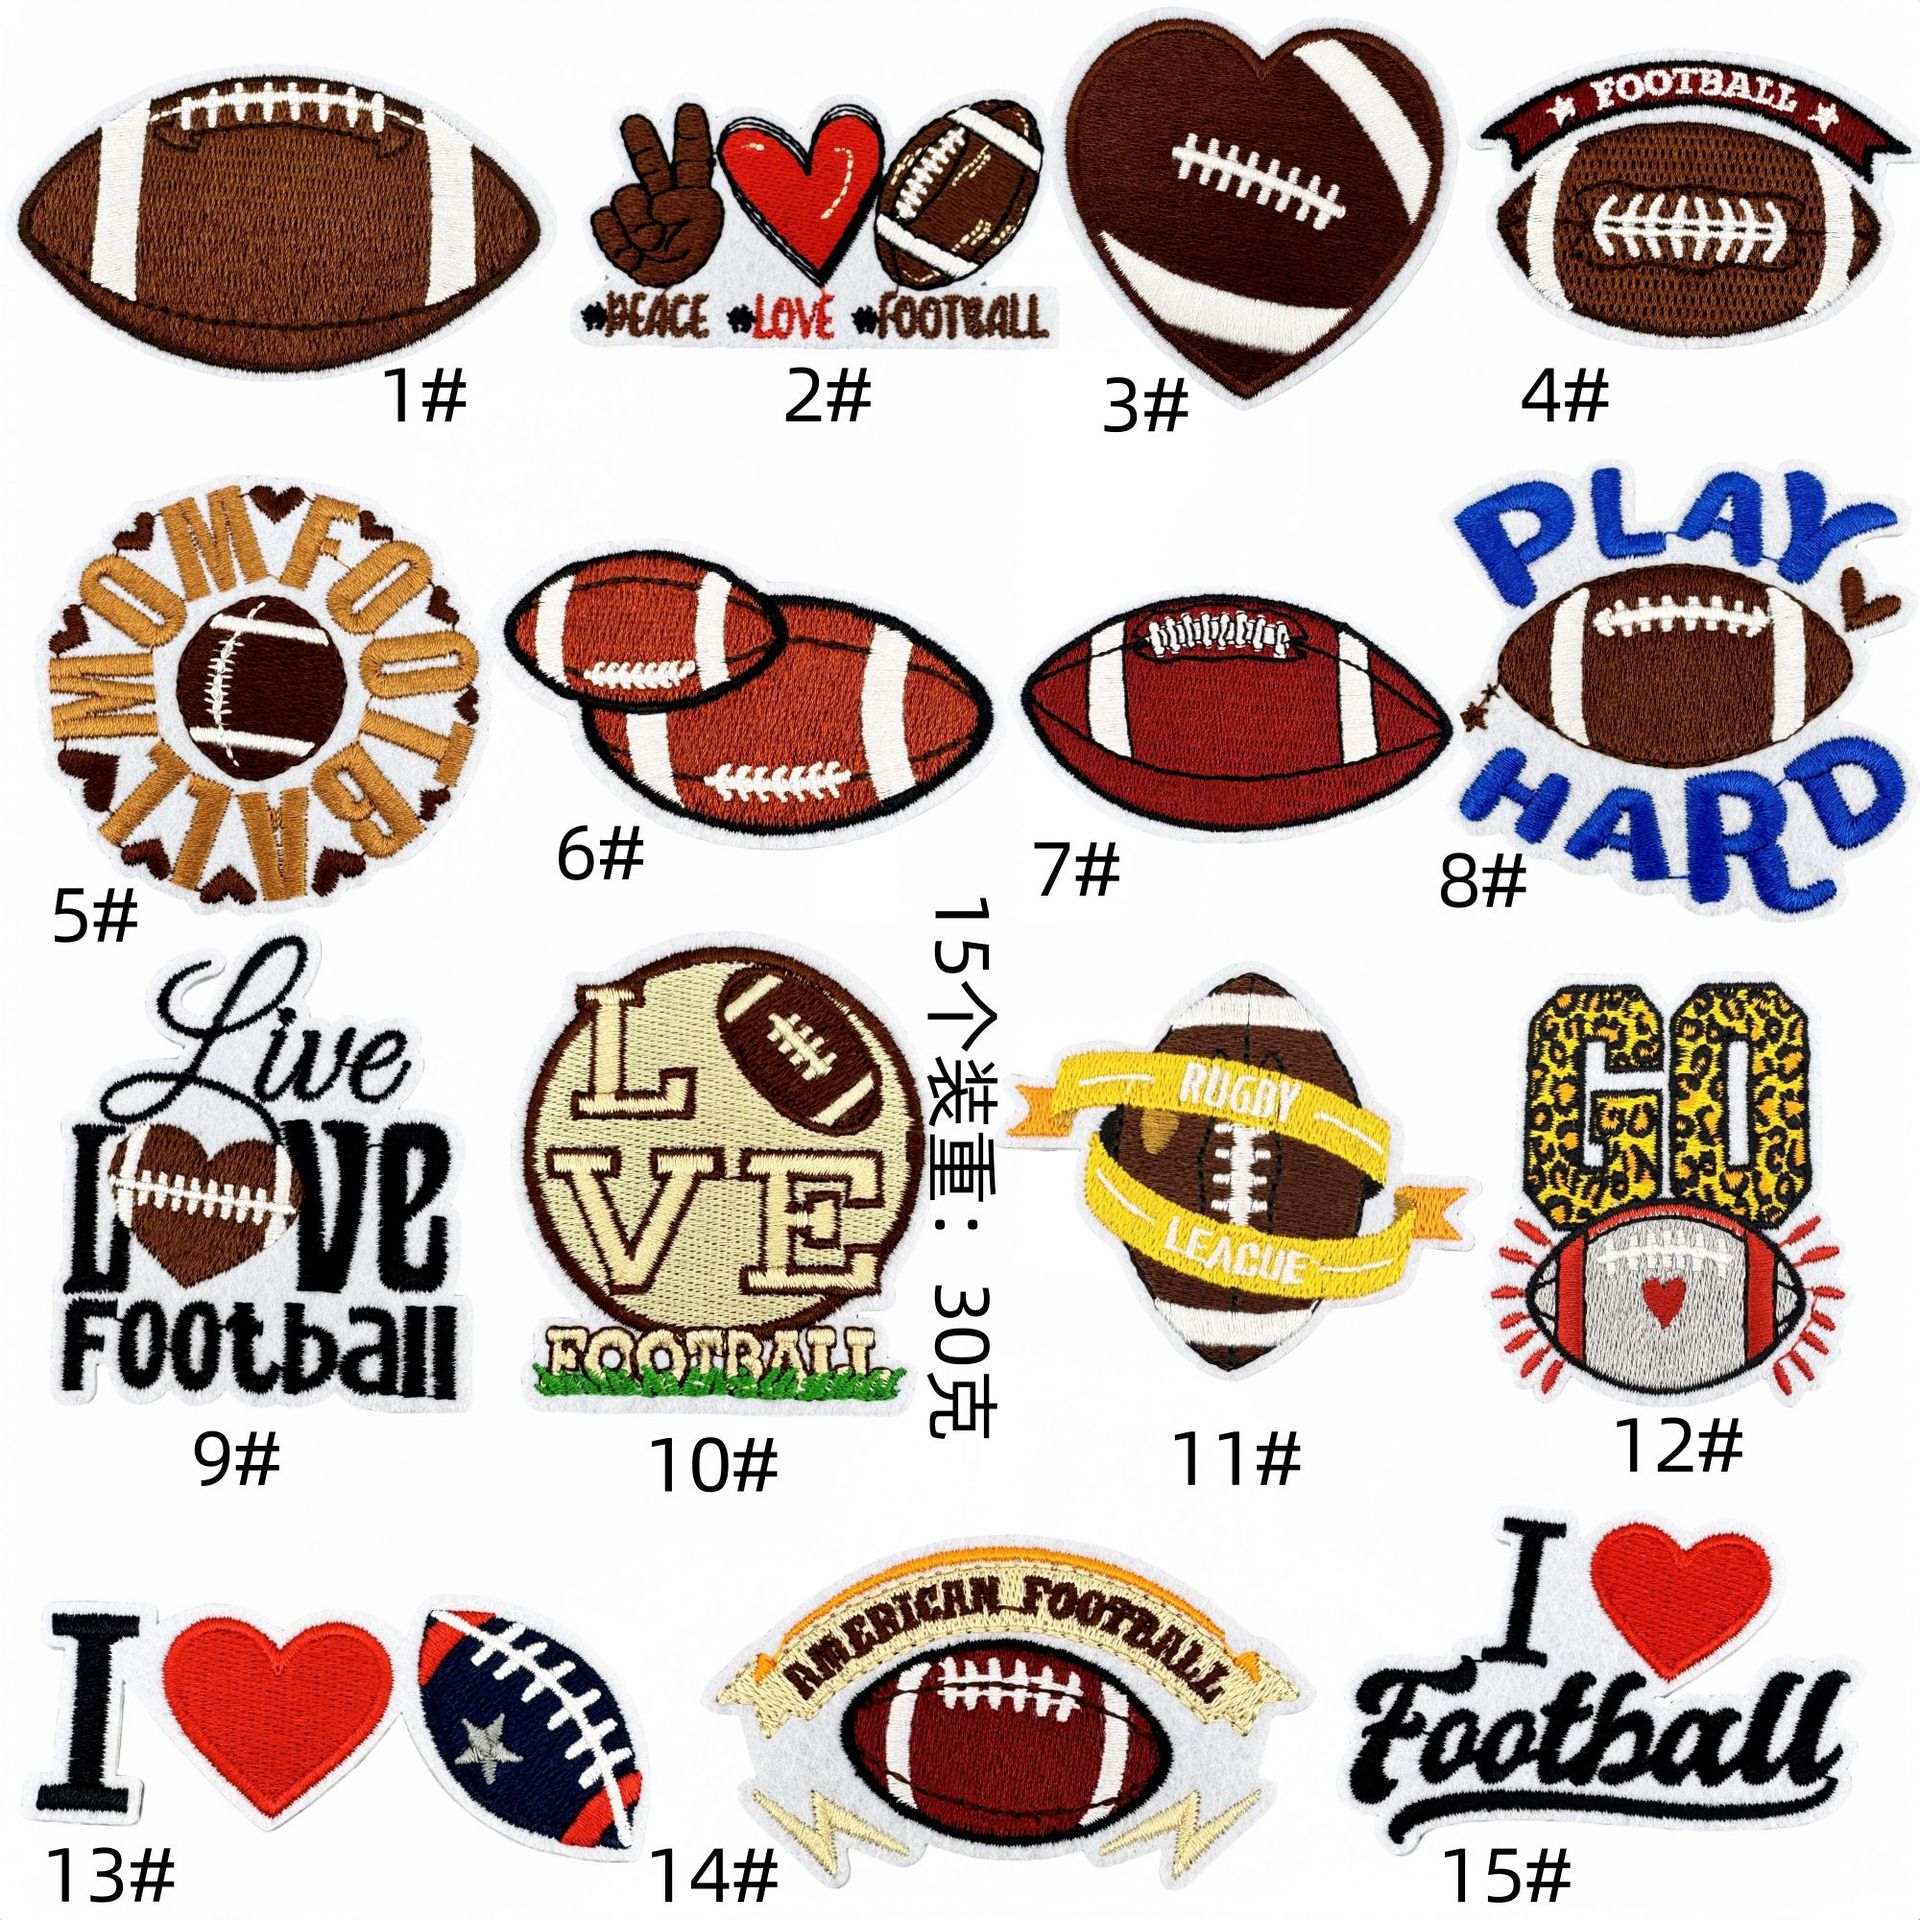 FOOTBALL
#PEACE #LOVE #FOOTBALL
1#
2#
3#
4#
MOM FOOTBALL
PLAY
HARD
5#
6#
7#
8#
15个装重：30克
Live
LOVE
Football
LOVE
FOOTBALL
RUGBY
LEAGUE
GO
9#
10#
11#
12#
I
AMERICAN FOOTBALL
I
Football
13#
14#
15#